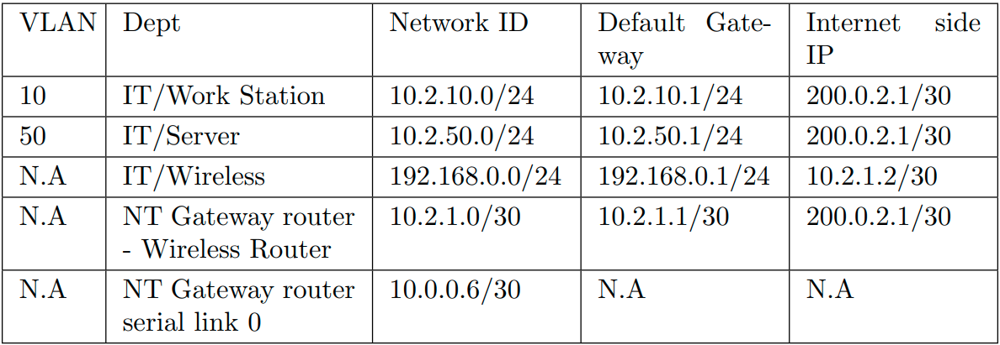 VLAN Dept Network ID Default Gate- Internet side
way IP
10 IT/Work Station 10.2.10.0/24 10.2.10.1/24 200.0.2.1/30
50 IT/Server 10.2.50.0/24 10.2.50.1/24 200.0.2.1/30
N.A IT/Wireless 192.168.0.0/24 192.168.0.1/24 10.2.1.2/30
N.A NT Gateway router 10.2.1.0/30 10.2.1.1/30 200.0.2.1/30
- Wireless Router
N.A NT Gateway router 10.0.0.6/30 N.A N.A
serial link 0